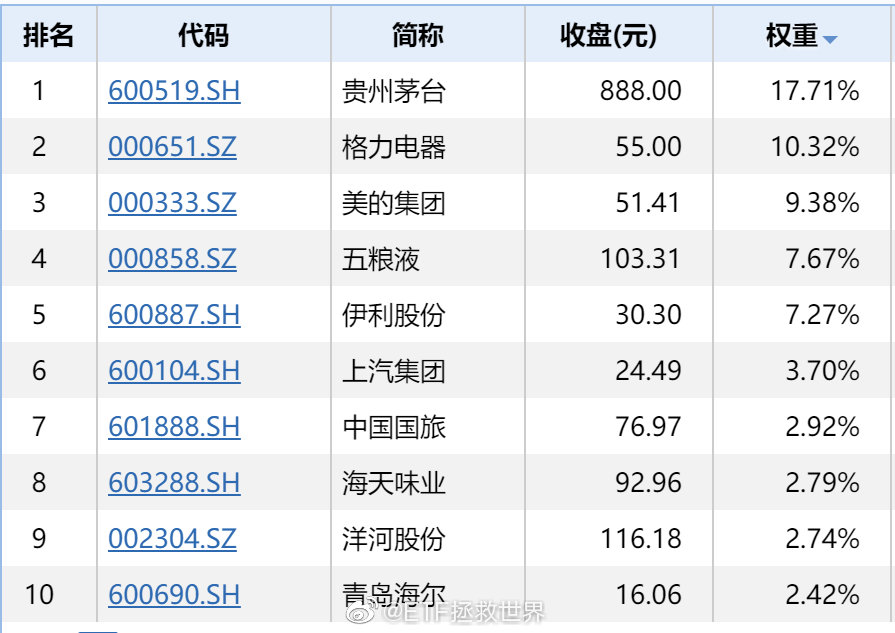 排名 代码 简称 收盘(元) 权重
1 600519.SH 贵州茅台 888.00 17.71%
2 000651.SZ 格力电器 55.00 10.32%
3 000333.SZ 美的集团 51.41 9.38%
4 000858.SZ 五粮液 103.31 7.67%
5 600887.SH 伊利股份 30.30 7.27%
6 600104.SH 上汽集团 24.49 3.70%
7 601888.SH 中国国旅 76.97 2.92%
8 603288.SH 海天味业 92.96 2.79%
9 002304.SZ 洋河股份 116.18 2.74%
10 600690.SH 青岛海尔 16.06 2.42%
@ETF拯救世界